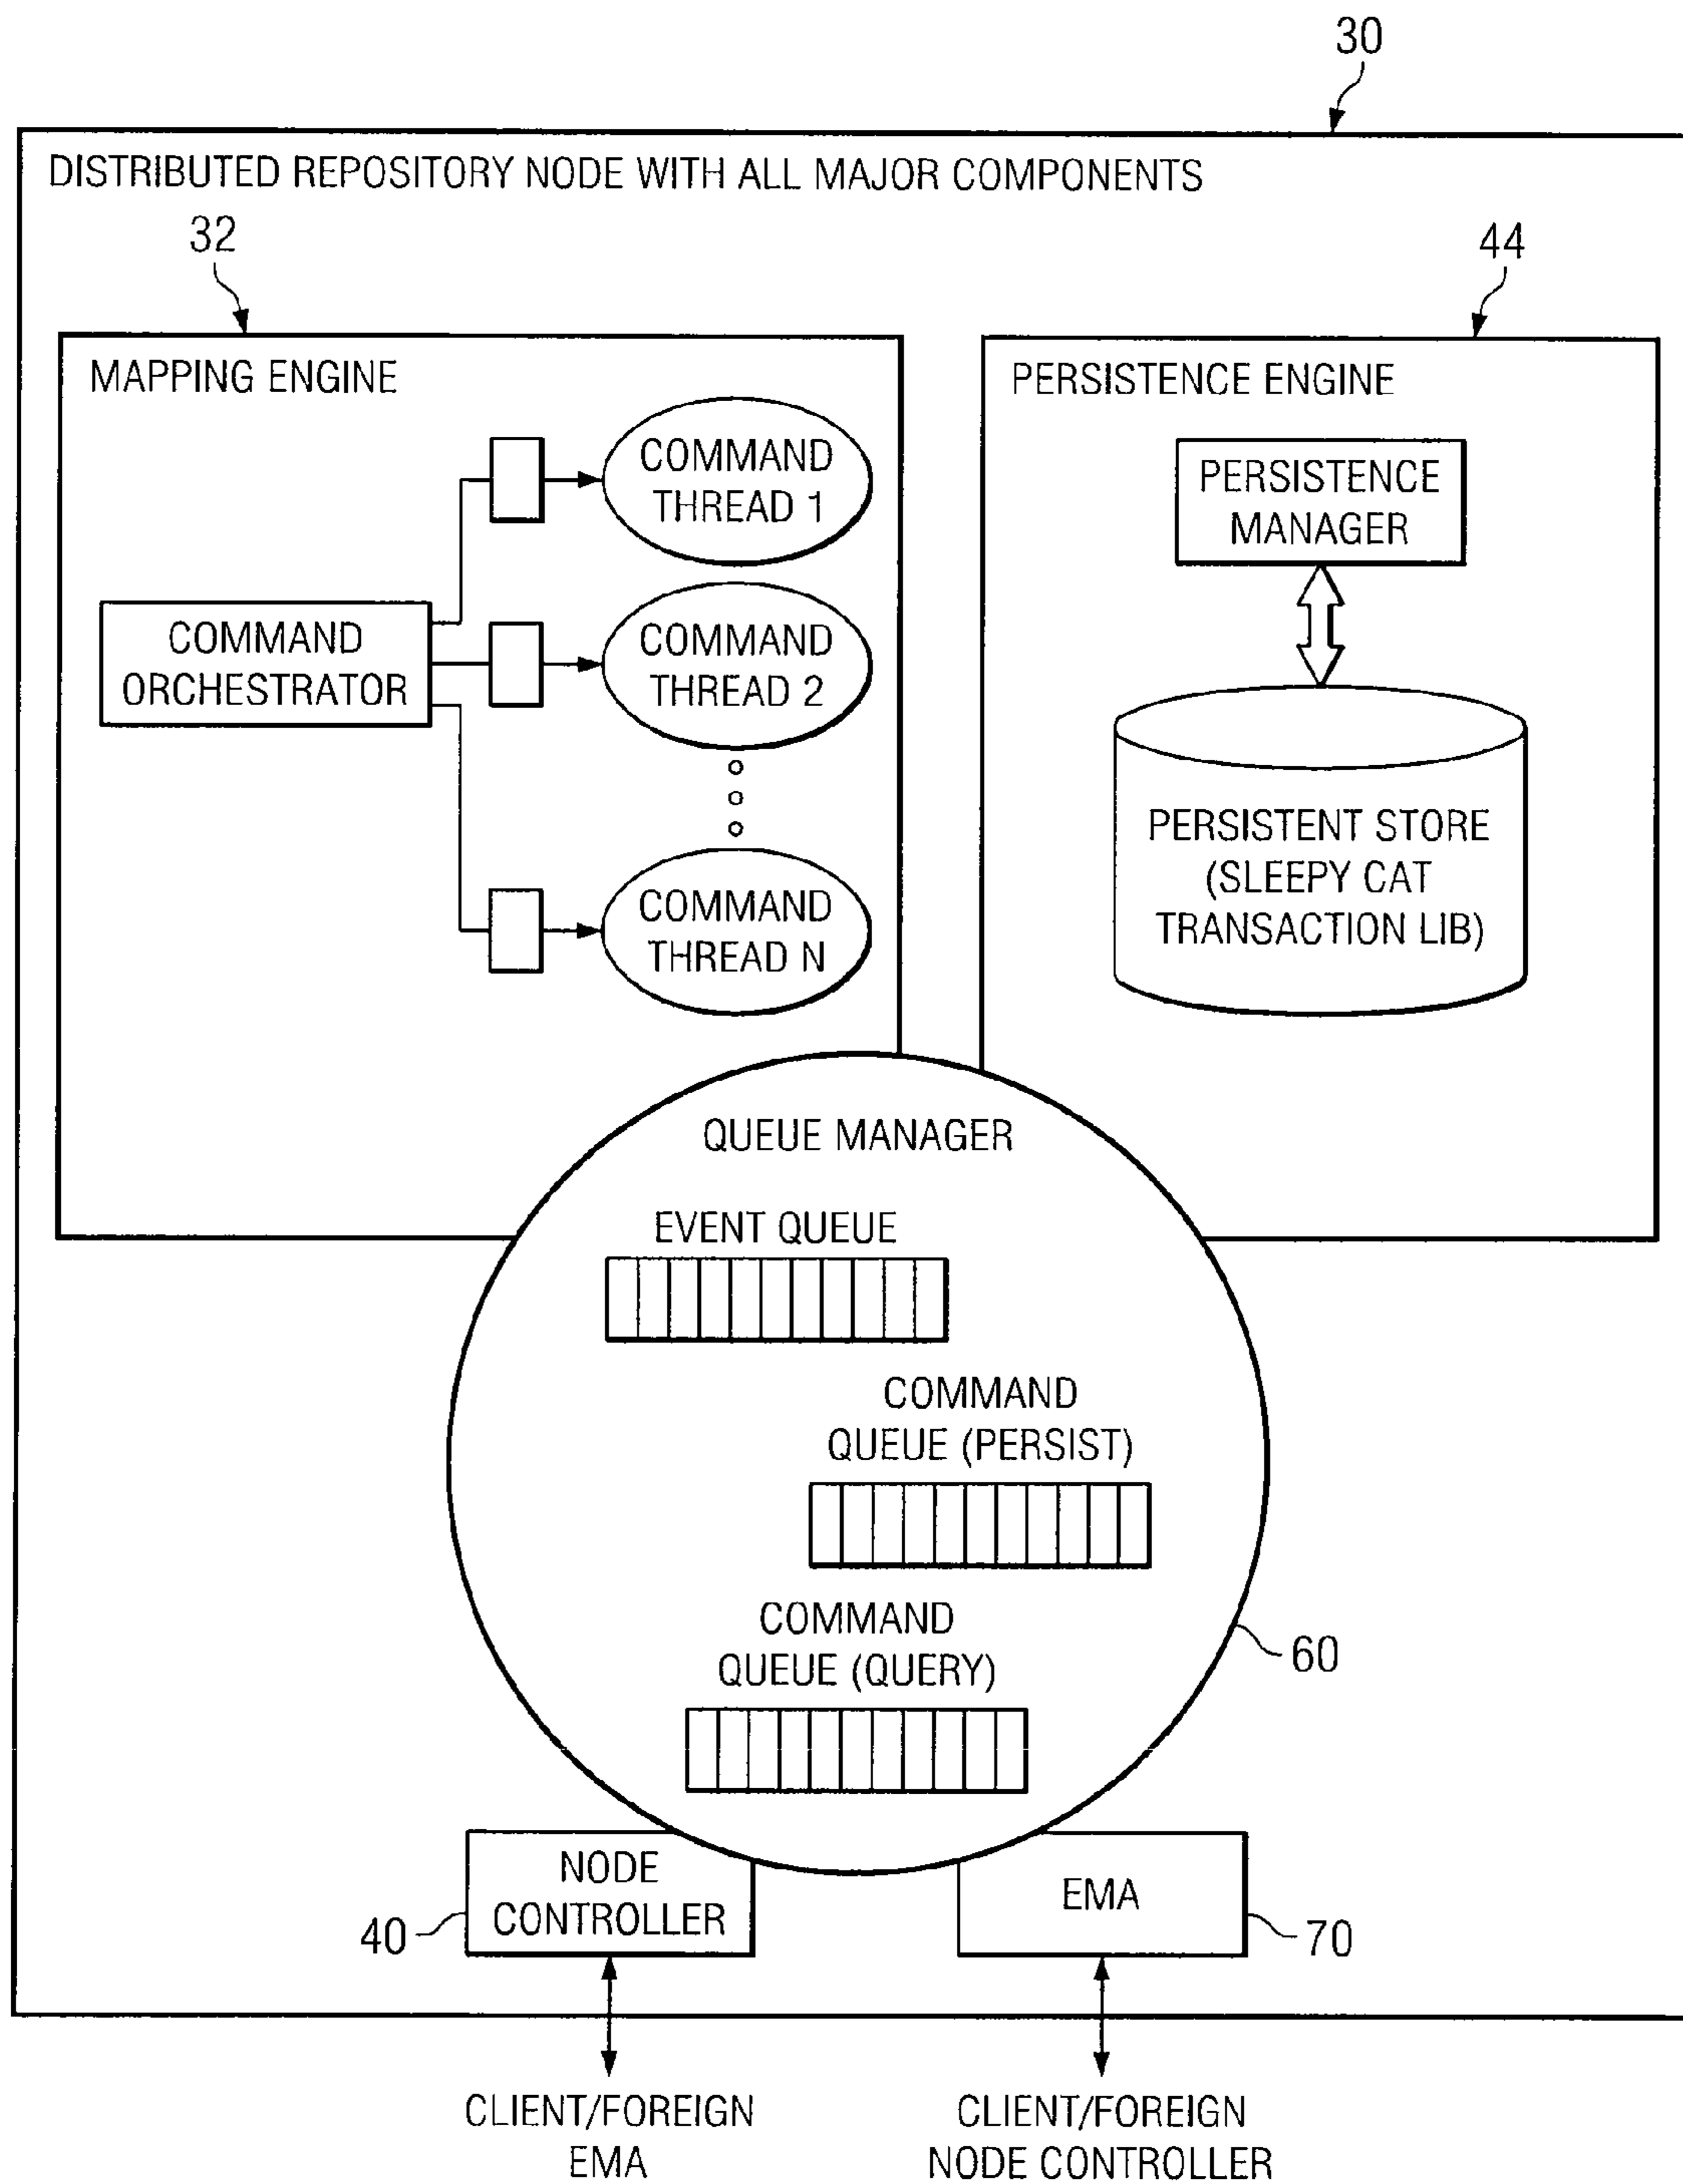 30
DISTRIBUTED REPOSITORY NODE WITH ALL MAJOR COMPONENTS
32
44
MAPPING ENGINE
COMMAND
THREAD 1
COMMAND
ORCHESTRATOR
COMMAND
THREAD 2
COMMAND
THREAD N
PERSISTENCE ENGINE
PERSISTENCE
MANAGER
PERSISTENT STORE
(SLEEPY CAT
TRANSACTION LIB)
QUEUE MANAGER
EVENT QUEUE
COMMAND
QUEUE (PERSIST)
COMMAND
QUEUE (QUERY)
60
NODE
CONTROLLER
40
EMA
70
CLIENT/FOREIGN
EMA
CLIENT/FOREIGN
NODE CONTROLLER